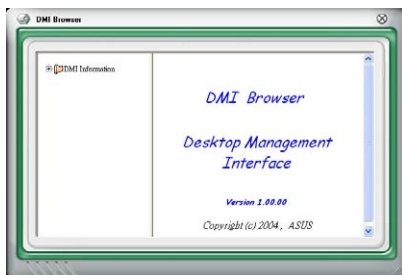 DMI Browser
DMI Information
DMI Browser
Desktop Management
Interface
Version 1.00.00
Copyright (c) 2004, ASUS